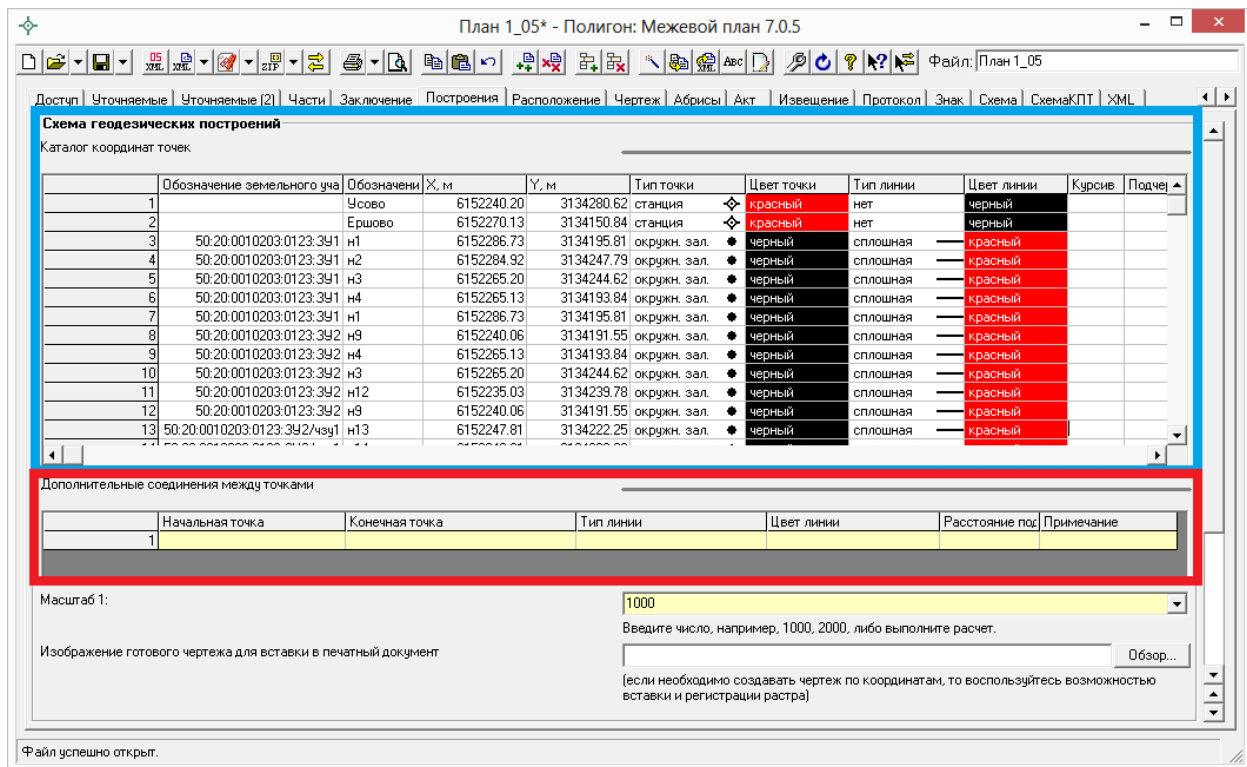 План 1_05* - Полигон: Межевой план 7.0.5
Файл: План 1_05
Доступ Уточняемые Уточняемые (2) Части Заключение Построения Расположение Чертеж Абрисы Акт Извещение Протокол Знак Схема СхемаКПТ XML
Схема геодезических построений
Каталог координат точек
Обозначение земельного уча Обозначени X, м Y, м Тип точки Цвет точки Тип линии Цвет линии Курсив Подчер
1 Усово 6152240.20 3134280.62 станция красный нет черный
2 Ершово 6152270.13 3134150.84 станция красный нет черный
3 50:20:0010203:0123:ЗУ1 н1 6152286.73 3134195.81 окружн. зал. черный сплошная красный
4 50:20:0010203:0123:ЗУ1 н2 6152284.92 3134247.79 окружн. зал. черный сплошная красный
5 50:20:0010203:0123:ЗУ1 н3 6152265.20 3134244.62 окружн. зал. черный сплошная красный
6 50:20:0010203:0123:ЗУ1 н4 6152265.13 3134193.84 окружн. зал. черный сплошная красный
7 50:20:0010203:0123:ЗУ1 н1 6152286.73 3134195.81 окружн. зал. черный сплошная красный
8 50:20:0010203:0123:ЗУ2 н9 6152240.06 3134191.55 окружн. зал. черный сплошная красный
9 50:20:0010203:0123:ЗУ2 н4 6152265.13 3134193.84 окружн. зал. черный сплошная красный
10 50:20:0010203:0123:ЗУ2 н3 6152265.20 3134244.62 окружн. зал. черный сплошная красный
11 50:20:0010203:0123:ЗУ2 н12 6152235.03 3134239.78 окружн. зал. черный сплошная красный
12 50:20:0010203:0123:ЗУ2 н9 6152240.06 3134191.55 окружн. зал. черный сплошная красный
13 50:20:0010203:0123:ЗУ2/чзу1 н13 6152247.81 3134222.25 окружн. зал. черный сплошная красный
Дополнительные соединения между точками
Начальная точка Конечная точка Тип линии Цвет линии Расстояние под Примечание
1
Масштаб 1: 1000
Введите число, например, 1000, 2000, либо выполните расчет.
Изображение готового чертежа для вставки в печатный документ Обзор...
(если необходимо создавать чертеж по координатам, то воспользуйтесь возможностью
вставки и регистрации растра)
Файл успешно открыт.